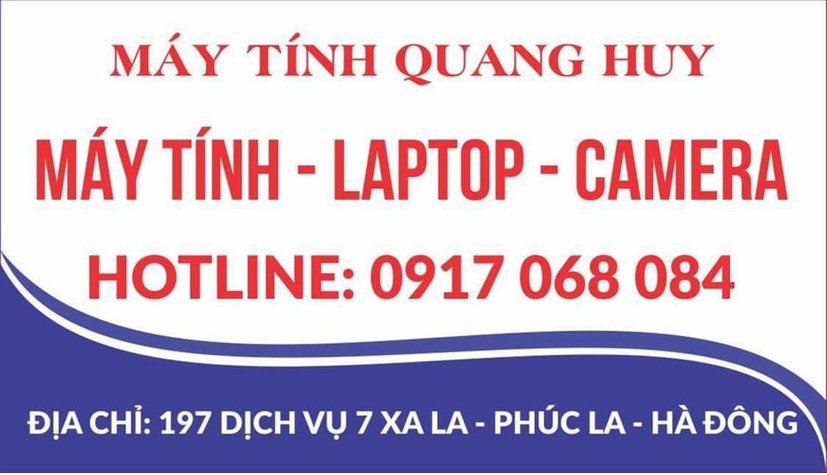 MÁY TÍNH QUANG HUY
MÁY TÍNH - LAPTOP - CAMERA
HOTLINE: 0917 068 084
ĐỊA CHỈ: 197 DỊCH VỤ 7 XA LA - PHÚC LA - HÀ ĐÔNG